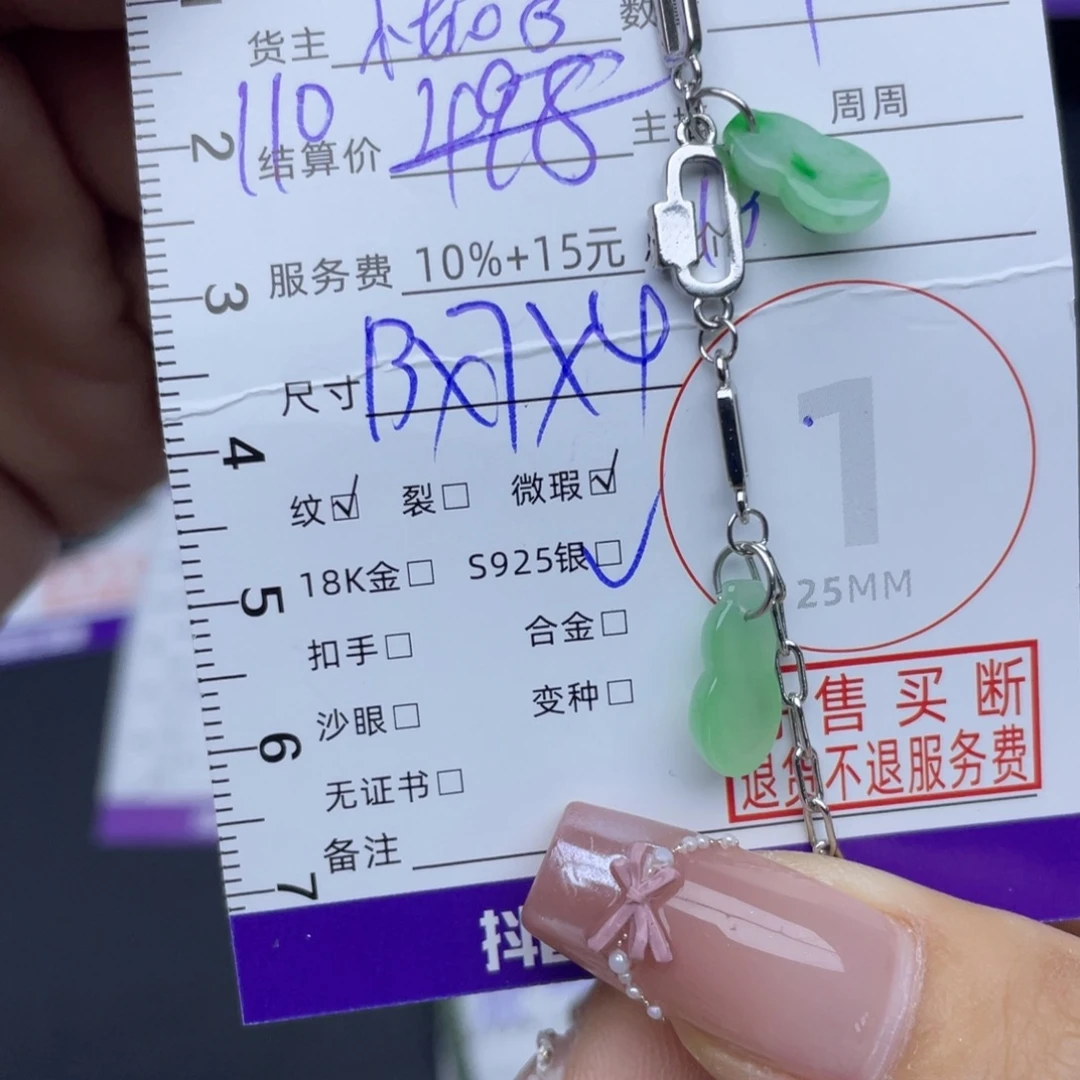 货主
数
2 110 结算价 498
主 周周
3 服务费 10%+15元
尺寸 13X7X4
4 纹☑ 裂☐ 微瑕☑
18K金☐ S925银☐✓
5
扣手☐ 合金☐
沙眼☐ 变种☐
6
无证书☐
备注
7
1
25MM
售买断
退货不退服务费
抖